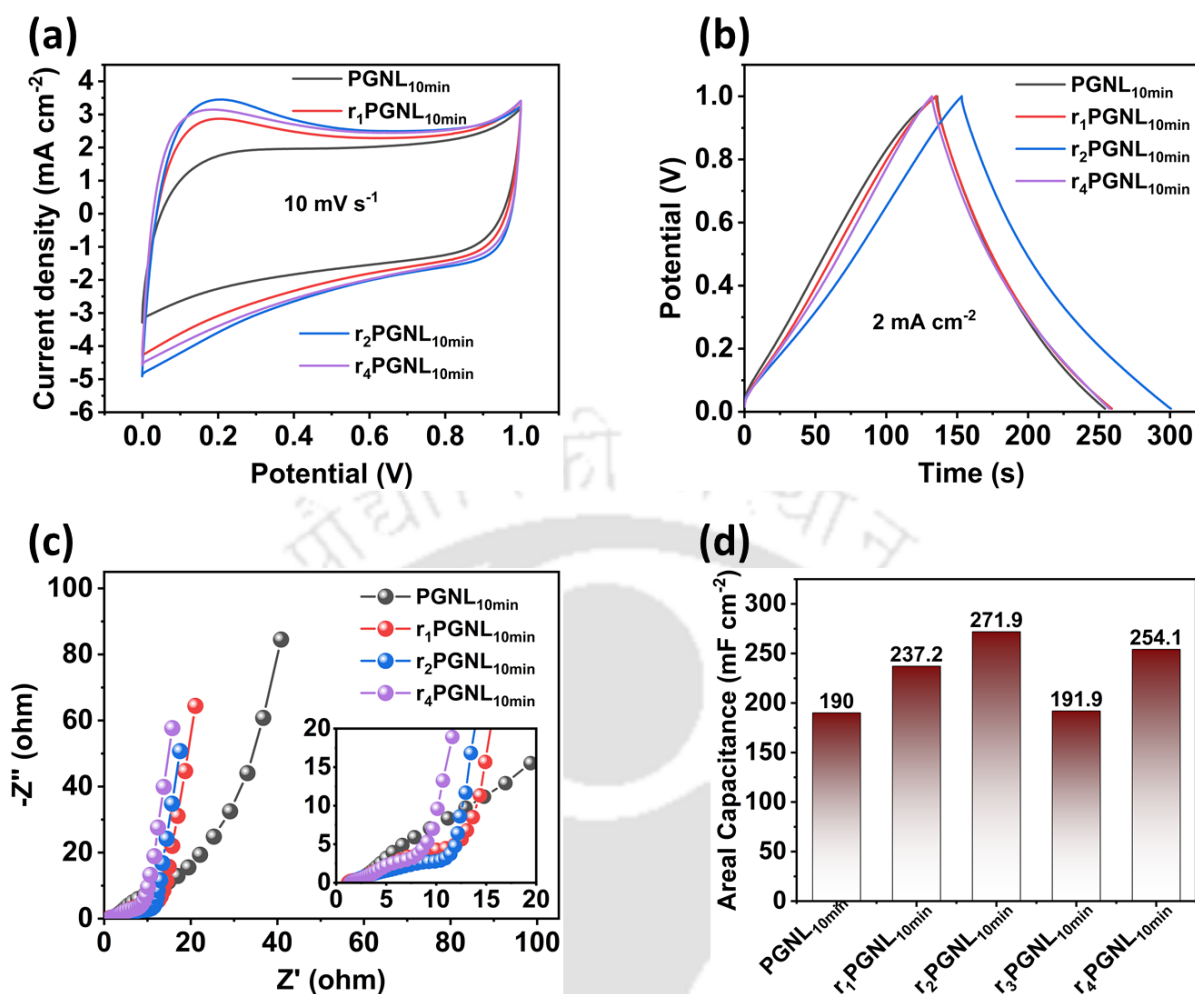 (a)
Current density (mA cm⁻²)
4
3
2
1
0
-1
-2
-3
-4
-5
-6
PGNL₁₀ₘᵢₙ
r₁PGNL₁₀ₘᵢₙ
10 mV s⁻¹
r₂PGNL₁₀ₘᵢₙ
r₄PGNL₁₀ₘᵢₙ
0.0 0.2 0.4 0.6 0.8 1.0
Potential (V)
(b)
Potential (V)
1.0
0.8
0.6
0.4
0.2
0.0
PGNL₁₀ₘᵢₙ
r₁PGNL₁₀ₘᵢₙ
r₂PGNL₁₀ₘᵢₙ
r₄PGNL₁₀ₘᵢₙ
2 mA cm⁻²
0 50 100 150 200 250 300
Time (s)
(c)
-Z" (ohm)
100
80
60
40
20
0
PGNL₁₀ₘᵢₙ
r₁PGNL₁₀ₘᵢₙ
r₂PGNL₁₀ₘᵢₙ
r₄PGNL₁₀ₘᵢₙ
20
15
10
5
0
0 5 10 15 20
0 20 40 60 80 100
Z' (ohm)
(d)
Areal Capacitance (mF cm⁻²)
300
250
200
150
100
50
0
190
237.2
271.9
191.9
254.1
PGNL₁₀ₘᵢₙ
r₁PGNL₁₀ₘᵢₙ
r₂PGNL₁₀ₘᵢₙ
r₃PGNL₁₀ₘᵢₙ
r₄PGNL₁₀ₘᵢₙ